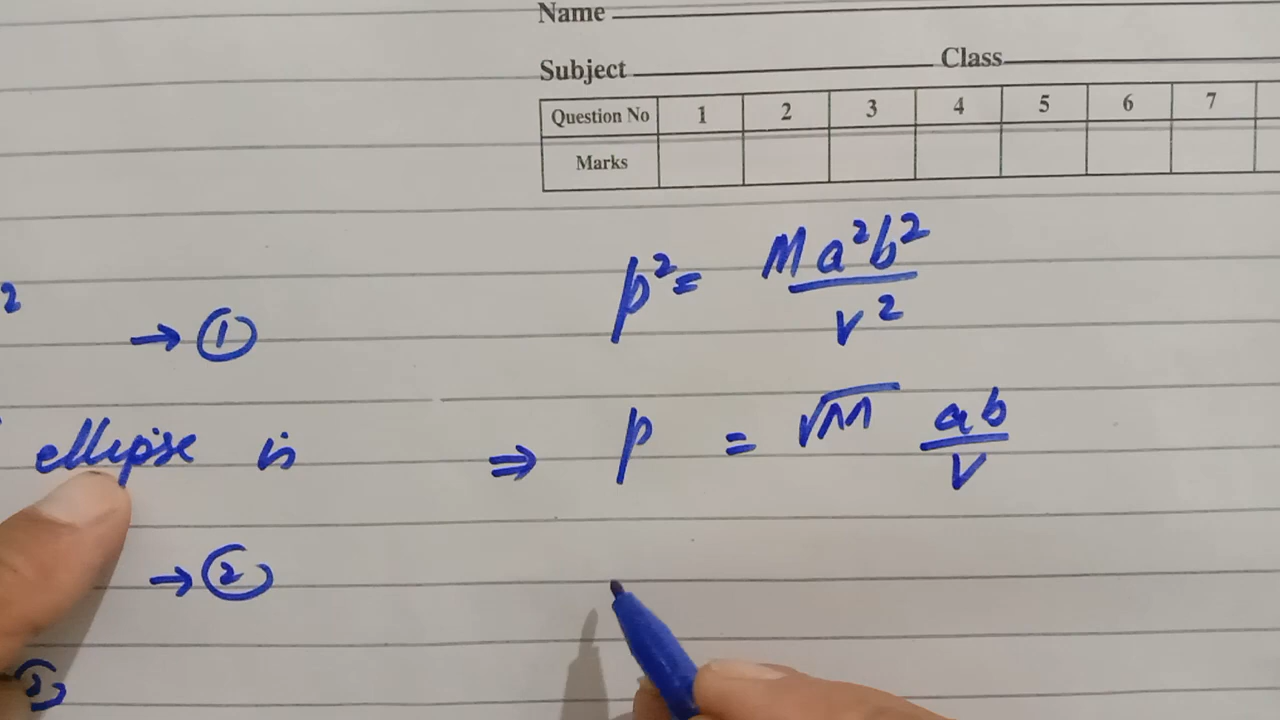 Name
Subject Class
Question No 1 2 3 4 5 6 7
Marks
p² = M a²b² / v²
2 → ①
ellipse is ⇒ p = √M ab / v
→ ②